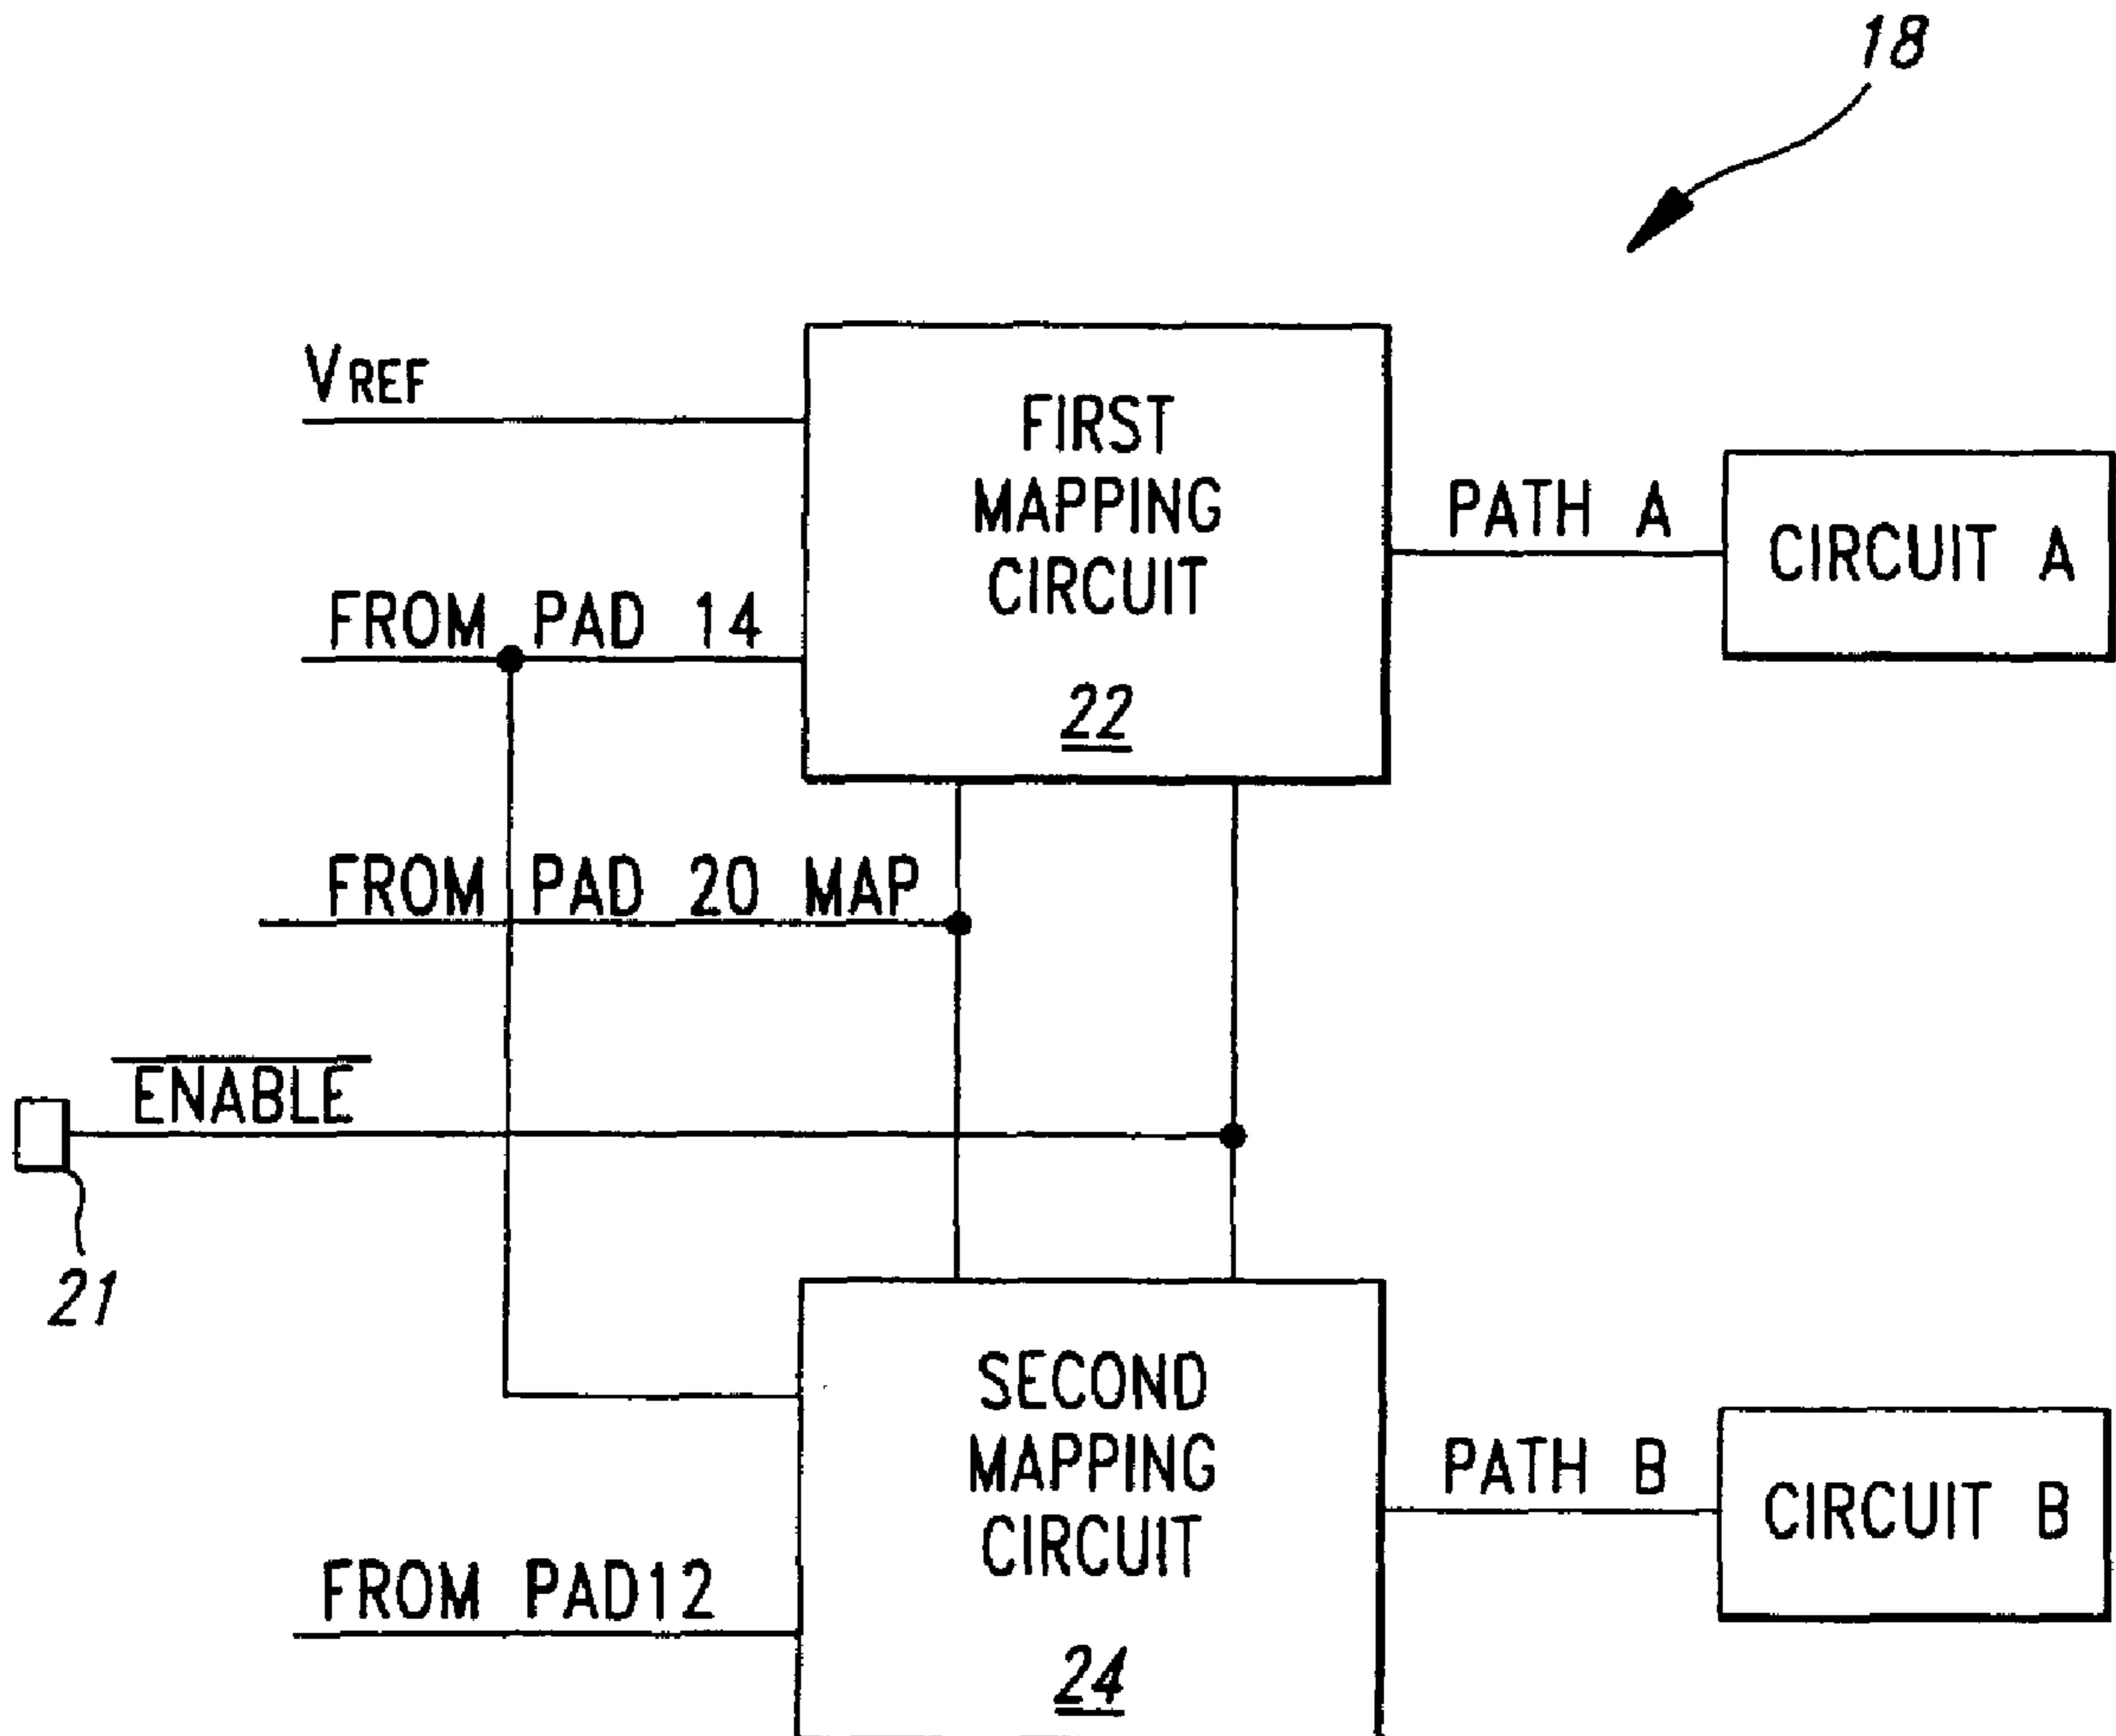 18
VREF
FIRST
MAPPING
CIRCUIT
22
PATH A
CIRCUIT A
FROM PAD 14
FROM PAD 20 MAP
ENABLE
21
SECOND
MAPPING
CIRCUIT
24
PATH B
CIRCUIT B
FROM PAD12